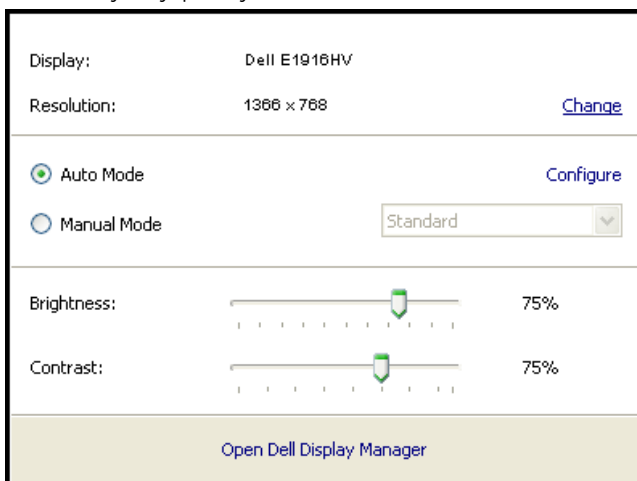 Display: Dell E1916HV
Resolution: 1366 x 768 Change
Auto Mode Configure
Manual Mode Standard
Brightness: 75%
Contrast: 75%
Open Dell Display Manager